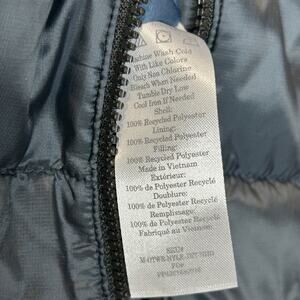 Machine Wash Cold
With Like Colors
Only Non Chlorine
Bleach When Needed
Tumble Dry Low
Cool Iron If Needed
Shell:
100% Recycled Polyester
Lining:
100% Recycled Polyester
Filling:
100% Recycled Polyester
Made in Vietnam
Extérieur:
100% de Polyester Recyclé
Doublure:
100% de Polyester Recyclé
Remplissage:
100% de Polyester Recyclé
Fabriqué au Vietnam
SKU#
PO#